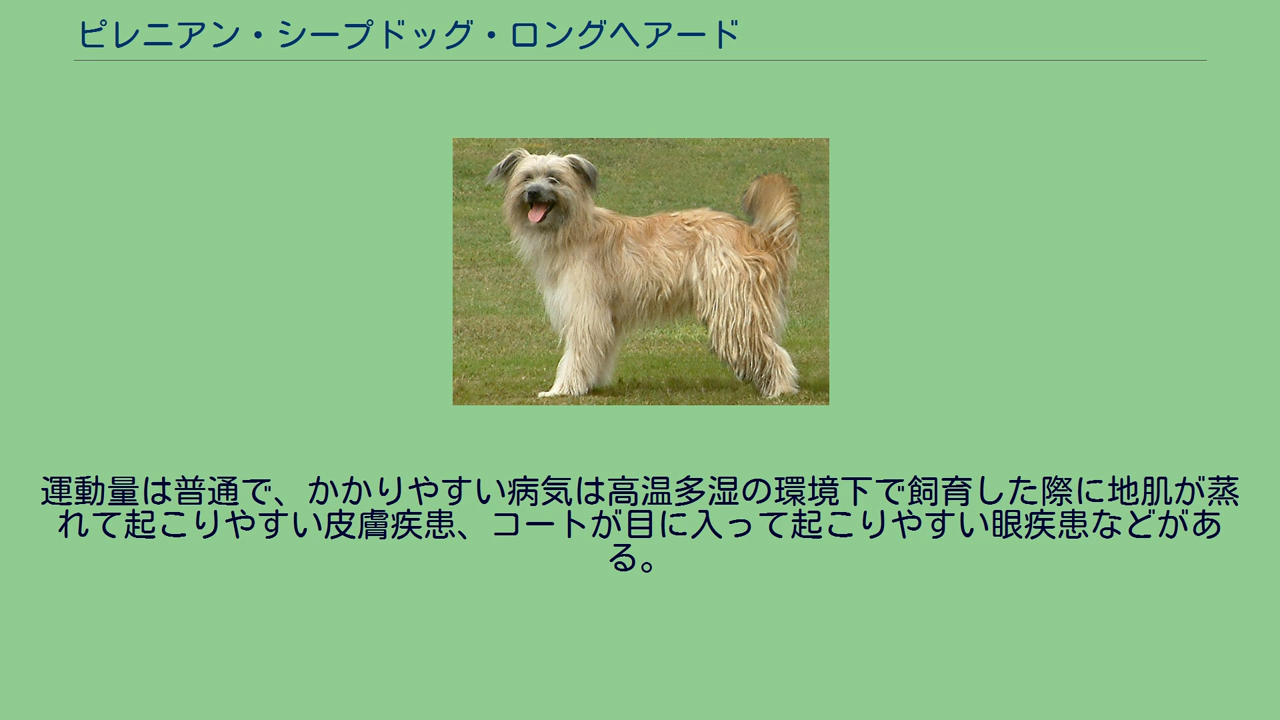 ピレニアン・シープドッグ・ロングヘアード
運動量は普通で、かかりやすい病気は高温多湿の環境下で飼育した際に地肌が蒸
れて起こりやすい皮膚疾患、コートが目に入って起こりやすい眼疾患などがあ
る。